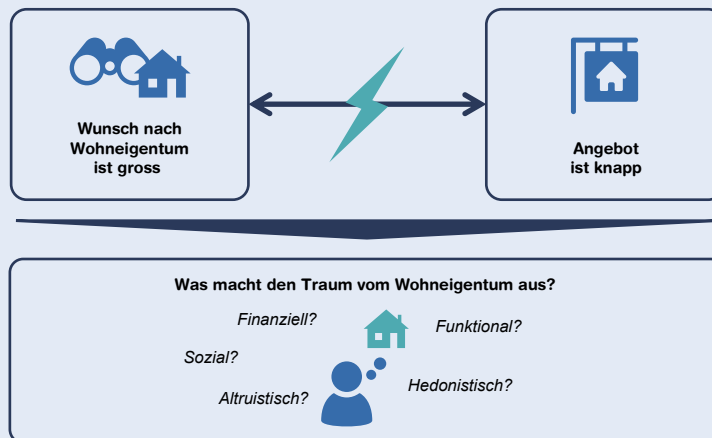 Wunsch nach
Wohneigentum
ist gross
Angebot
ist knapp
Was macht den Traum vom Wohneigentum aus?
Finanziell?
Funktional?
Sozial?
Hedonistisch?
Altruistisch?